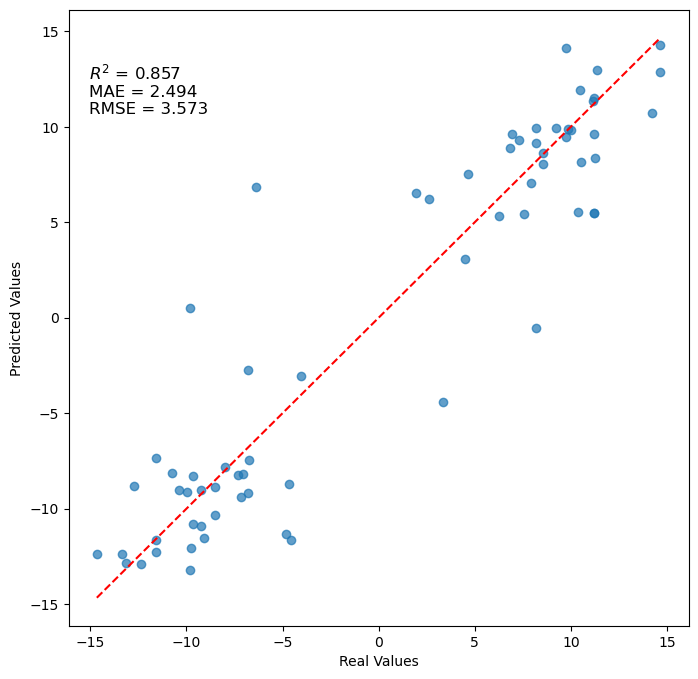 15
10
5
0
−5
−10
−15
Predicted Values
R² = 0.857
MAE = 2.494
RMSE = 3.573
−15 −10 −5 0 5 10 15
Real Values